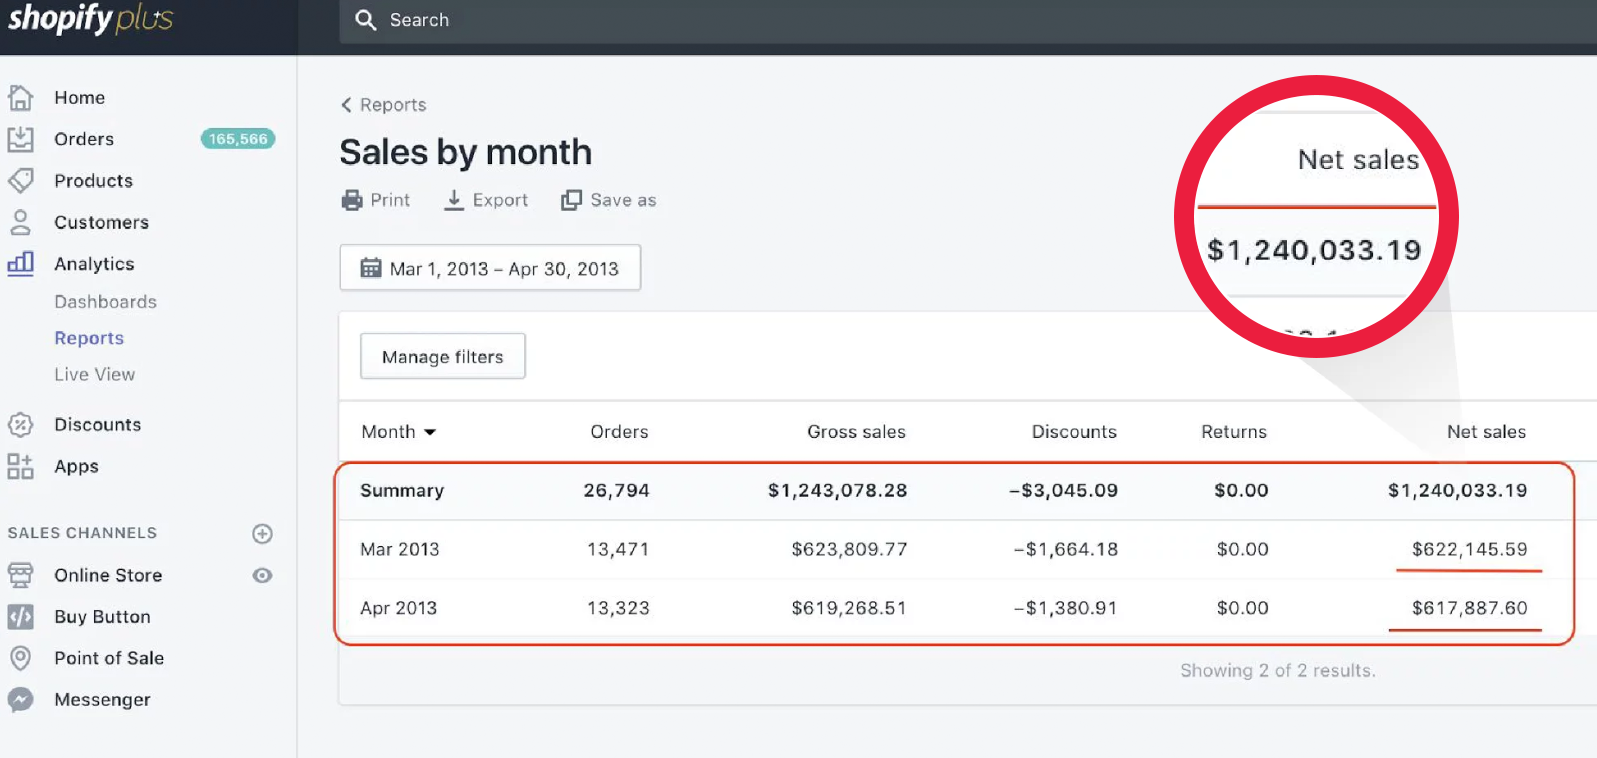 shopifyplus
Search
Home
Orders 165,566
Products
Customers
Analytics
Dashboards
Reports
Live View
Discounts
Apps
SALES CHANNELS
Online Store
Buy Button
Point of Sale
Messenger
Reports
Sales by month
Print Export Save as
Mar 1, 2013 – Apr 30, 2013
Net sales
$1,240,033.19
Manage filters
Month Orders Gross sales Discounts Returns Net sales
Summary 26,794 $1,243,078.28 –$3,045.09 $0.00 $1,240,033.19
Mar 2013 13,471 $623,809.77 –$1,664.18 $0.00 $622,145.59
Apr 2013 13,323 $619,268.51 –$1,380.91 $0.00 $617,887.60
Showing 2 of 2 results.